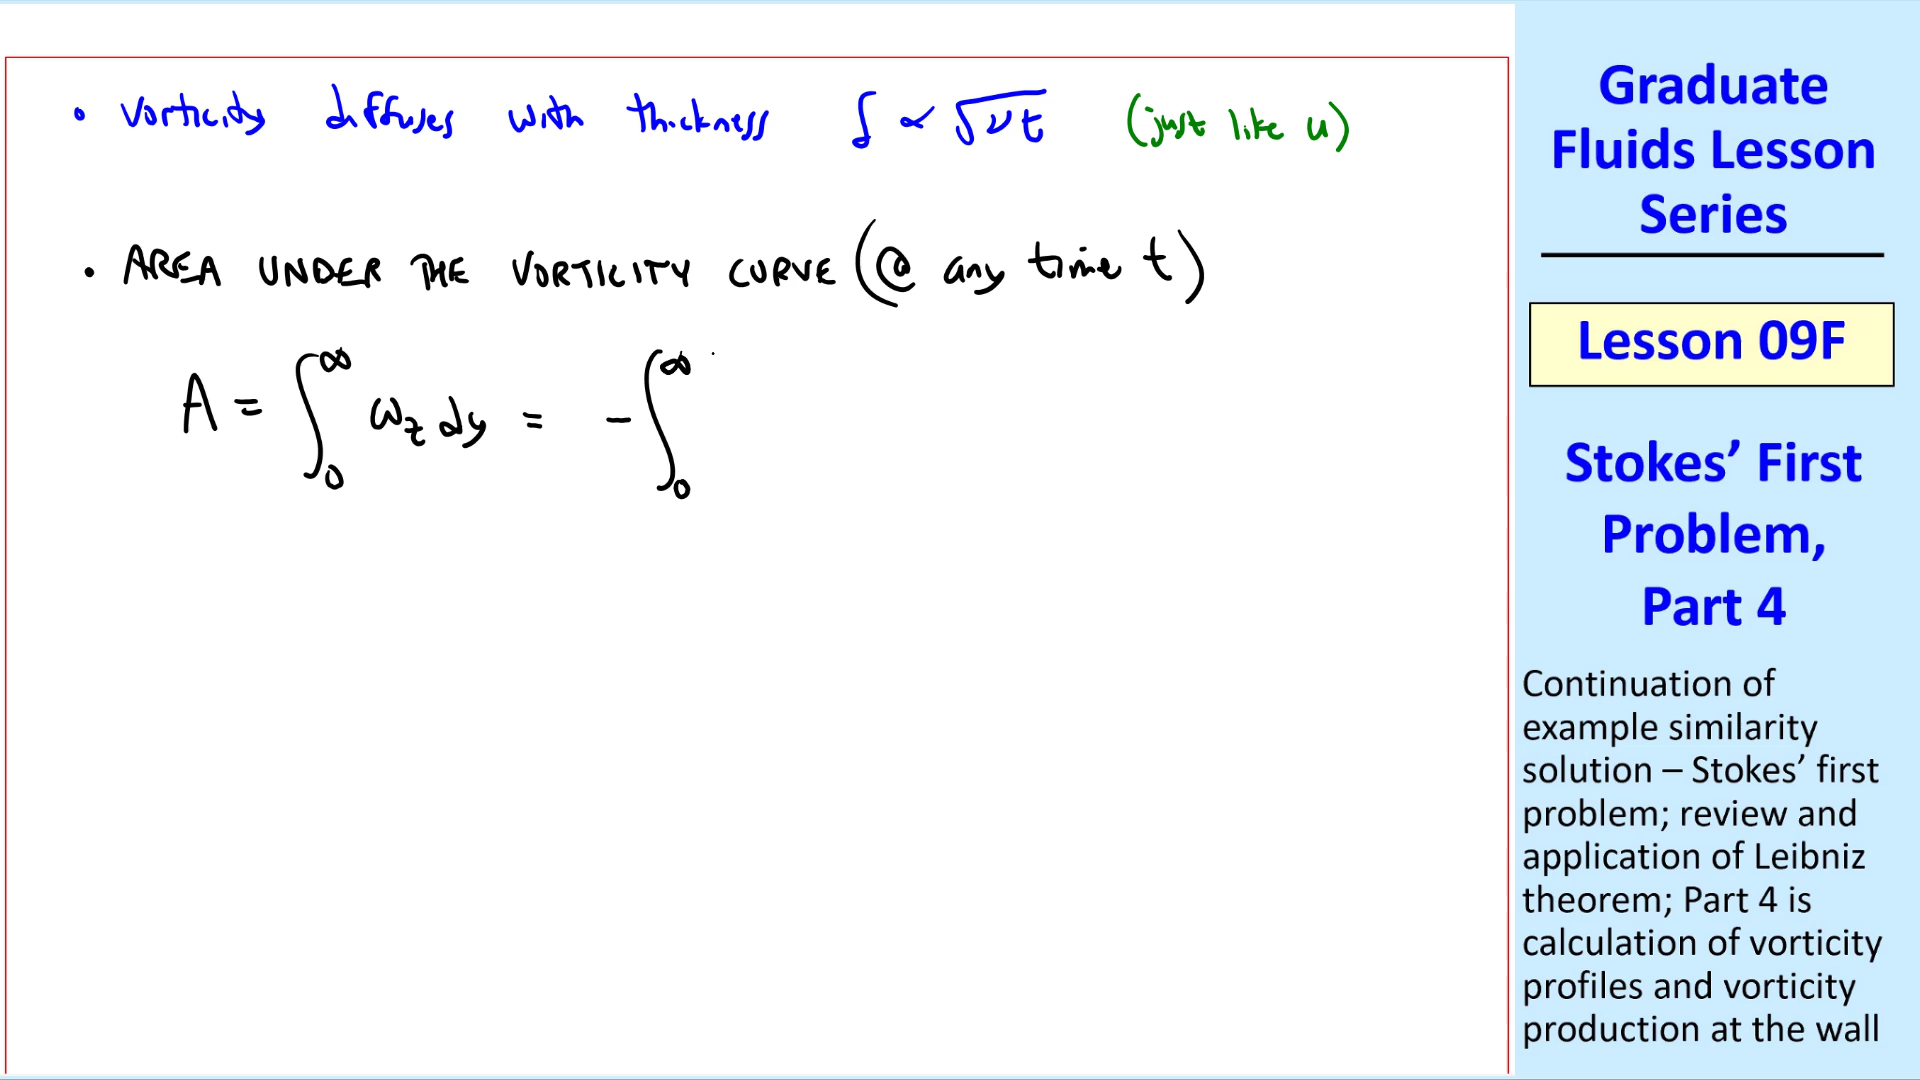 • Vorticity diffuses with thickness δ ∝ √νt (just like u)
• AREA UNDER THE VORTICITY CURVE (@ any time t)
A = ∫₀^∞ ω_z dy = -∫₀^∞
Graduate
Fluids Lesson
Series
Lesson 09F
Stokes’ First
Problem,
Part 4
Continuation of
example similarity
solution – Stokes’ first
problem; review and
application of Leibniz
theorem; Part 4 is
calculation of vorticity
profiles and vorticity
production at the wall